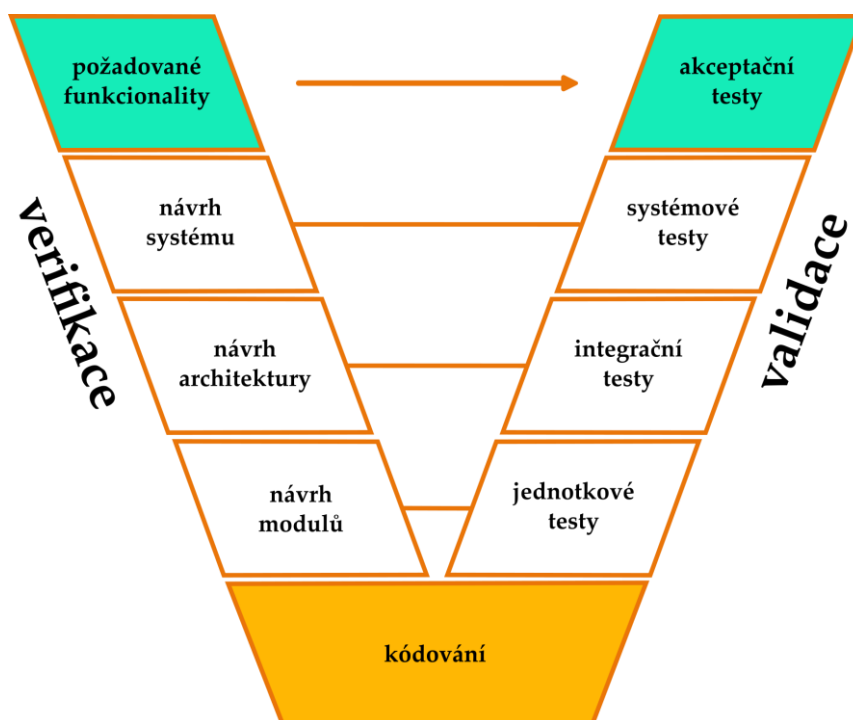 požadované
funkcionality
akceptační
testy
verifikace
návrh
systému
systémové
testy
validace
návrh
architektury
integrační
testy
návrh
modulů
jednotkové
testy
kódování